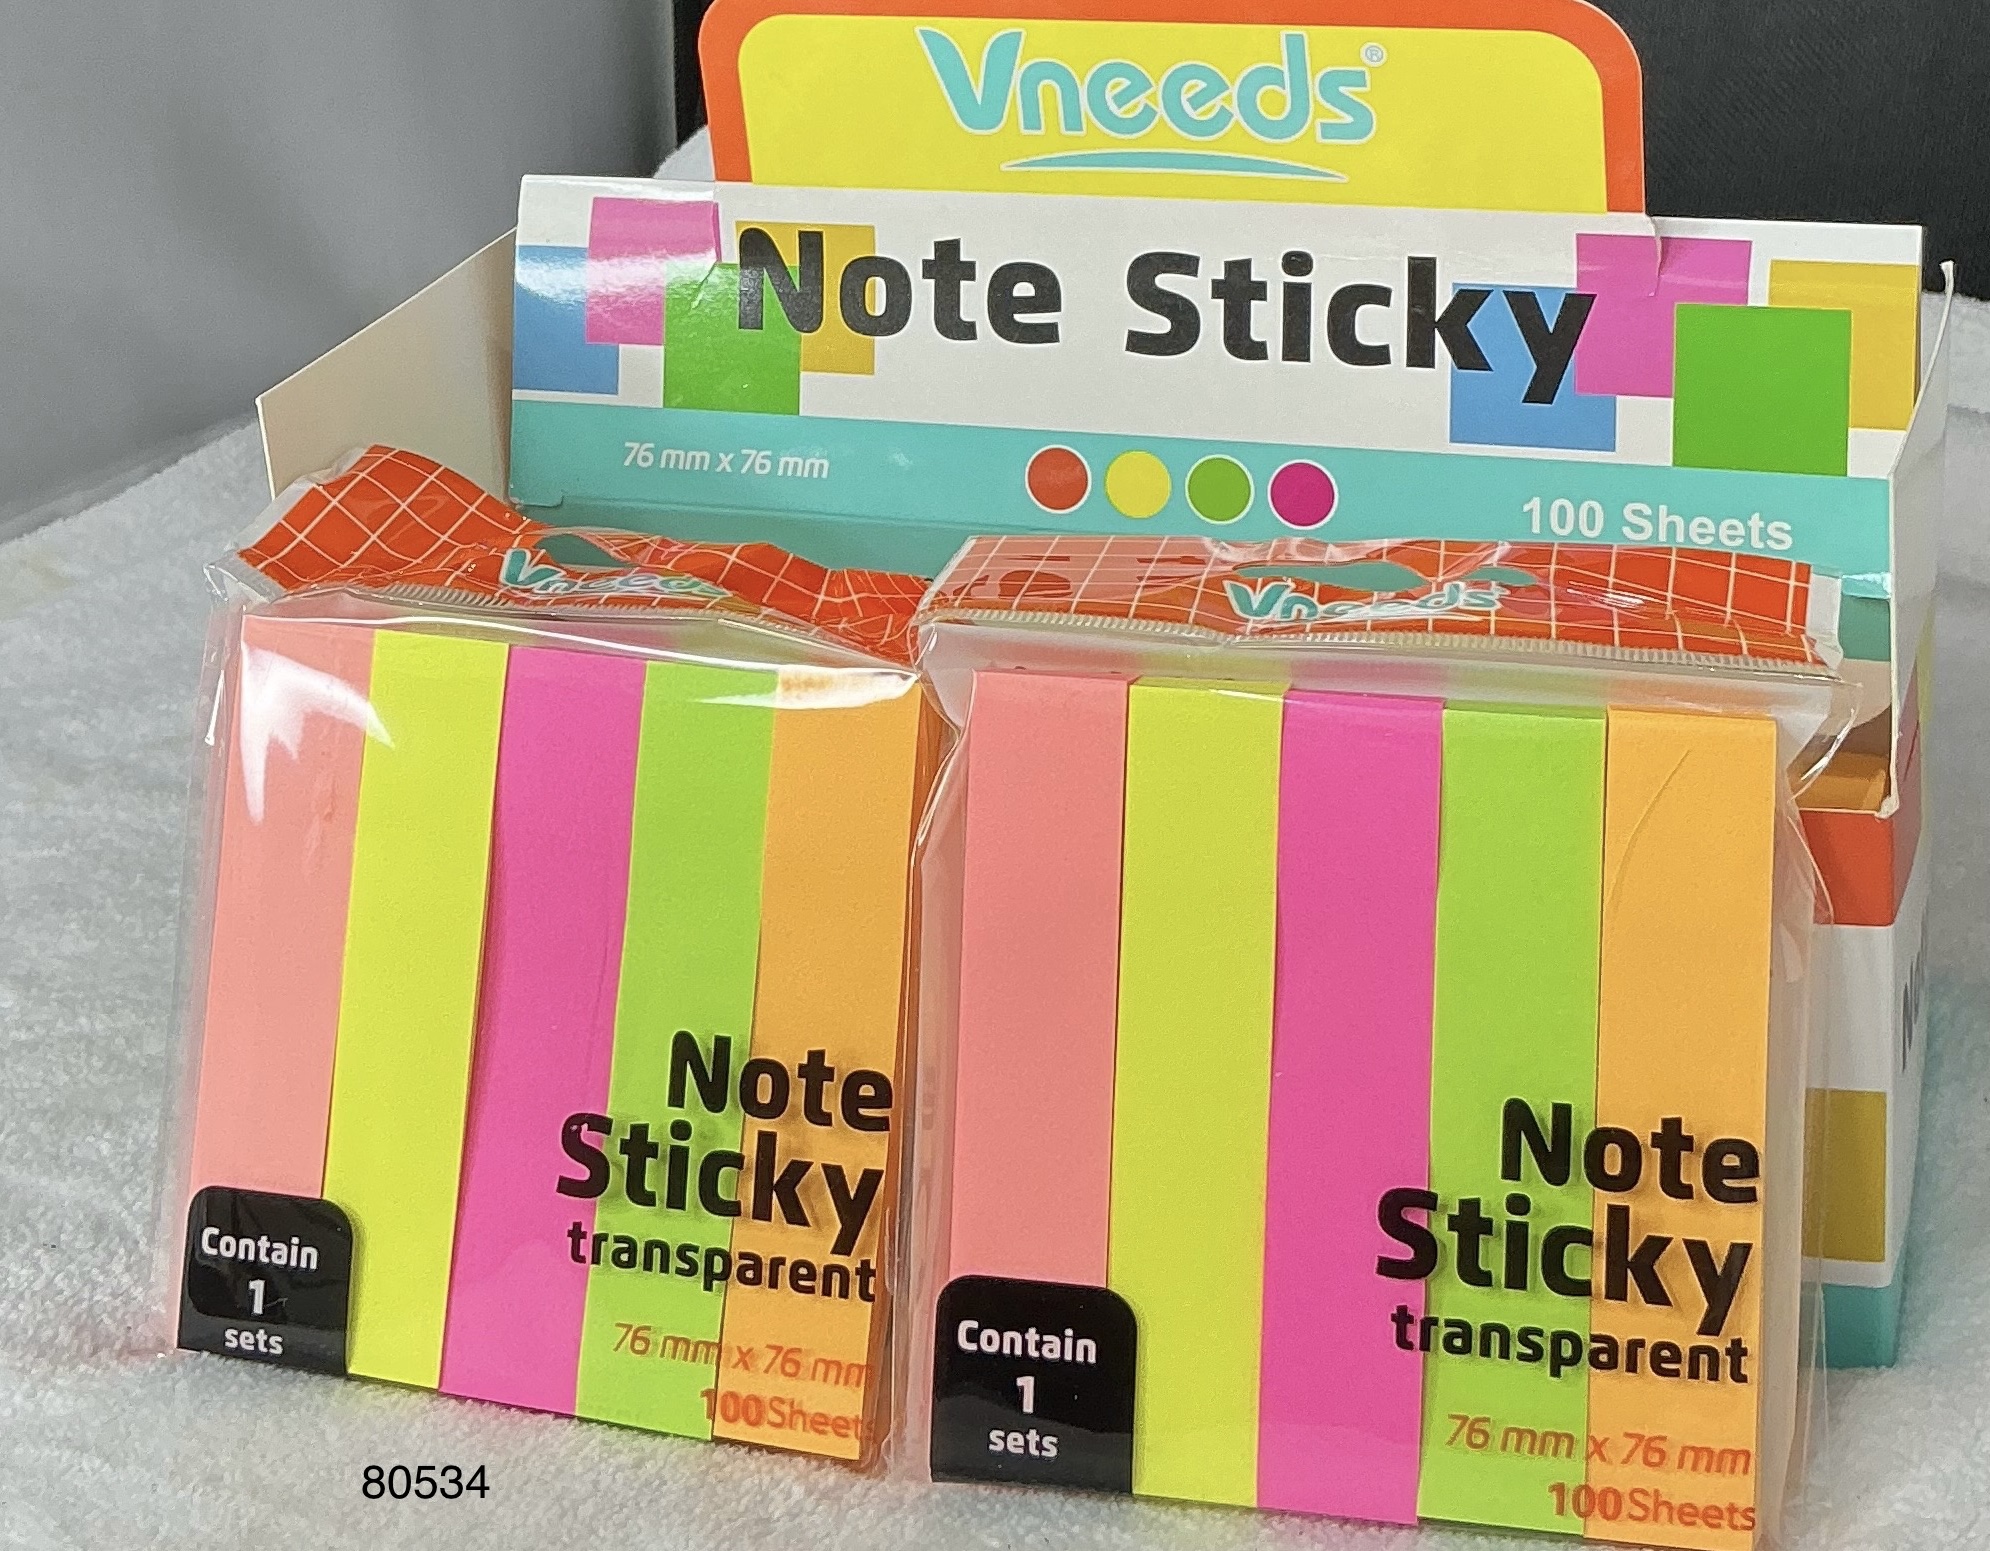 Vneeds®
Note Sticky
76 mm x 76 mm
100 Sheets
Vneeds
Note
Sticky
transparent
76 mm x 76 mm
100Sheets
Contain
1
sets
Vneeds
Note
Sticky
transparent
76 mm x 76 mm
100Sheets
Contain
1
sets
80534